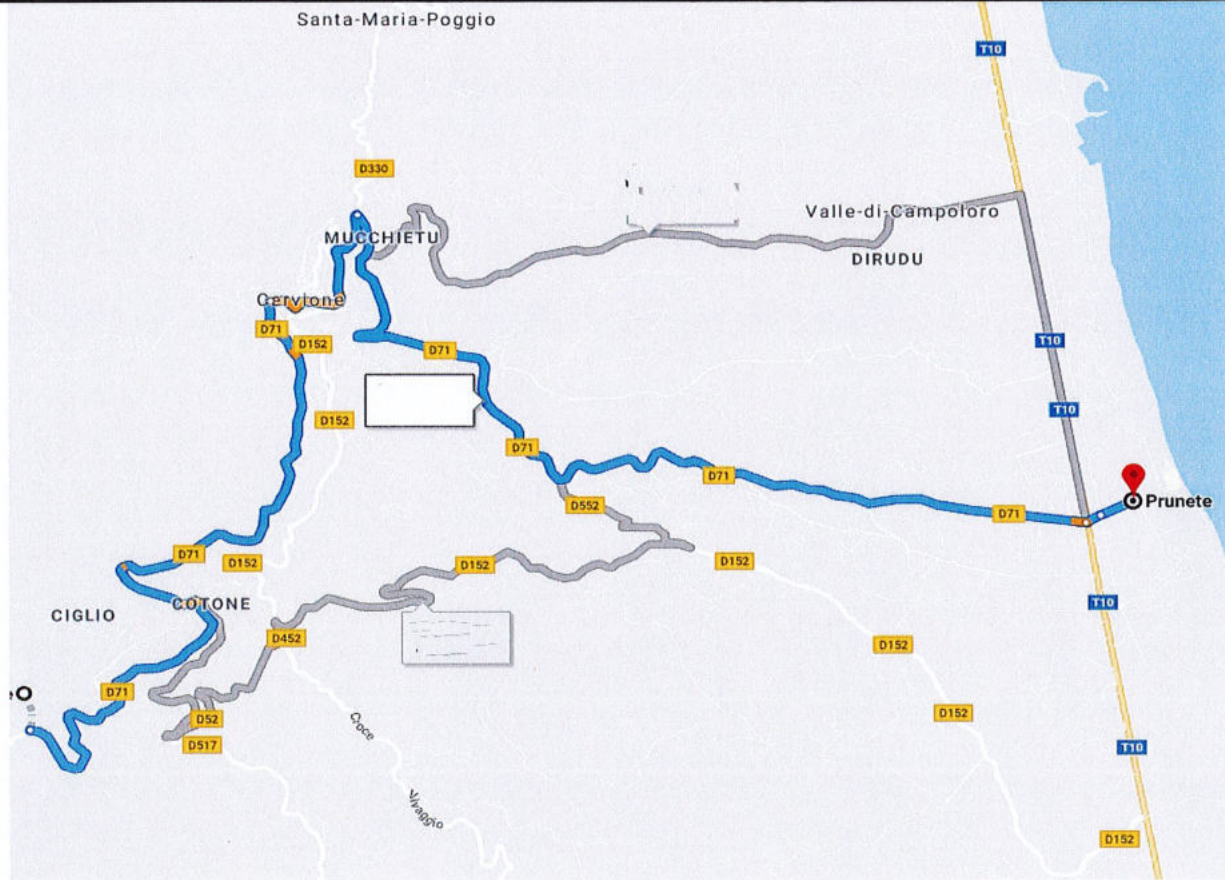 Santa-Maria-Poggio
T10
D330
Valle-di-Campoloro
MUCCHIETU
DIRUDU
Cervione
D71
D152
T10
D71
D152
T10
D71
D71
Prunete
D552
D71
D71
D152
D152
D152
COTONE
T10
CIGLIO
D452
D152
D71
D52
D152
Croce
D517
T10
Alvaggio
D152